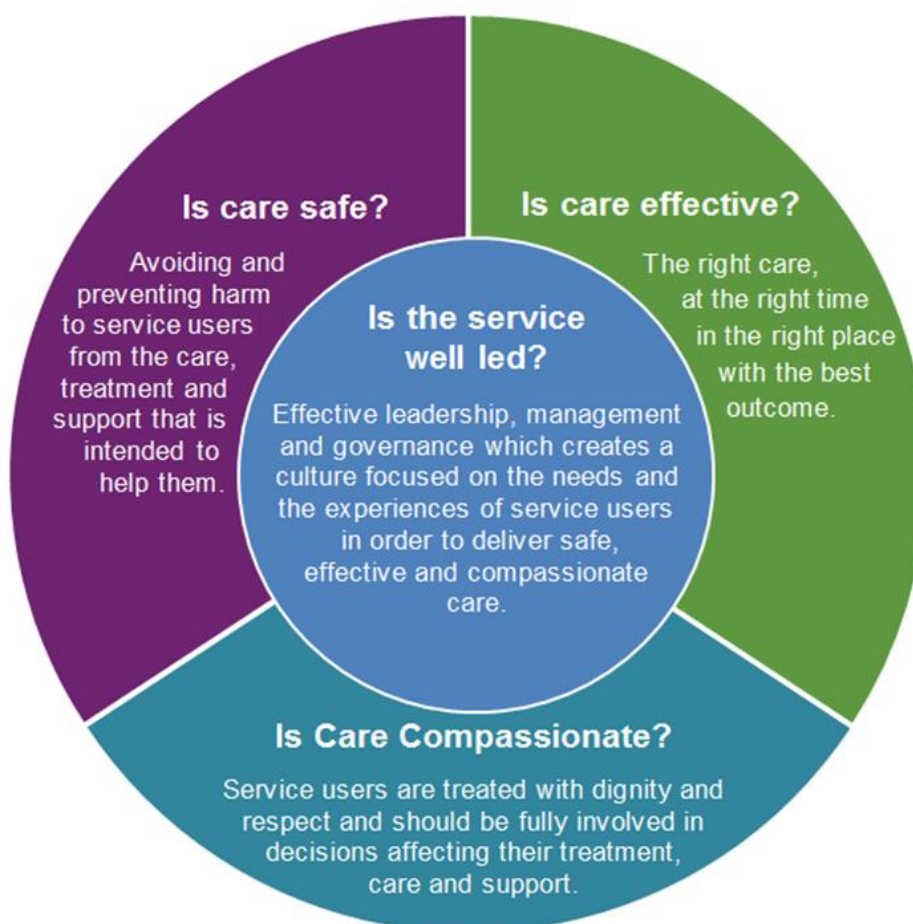 Is care safe?
Avoiding and
preventing harm
to service users
from the care,
treatment and
support that is
intended to
help them.
Is care effective?
The right care,
at the right time
in the right place
with the best
outcome.
Is the service
well led?
Effective leadership, management
and governance which creates a
culture focused on the needs and
the experiences of service users
in order to deliver safe,
effective and compassionate
care.
Is Care Compassionate?
Service users are treated with dignity and
respect and should be fully involved in
decisions affecting their treatment,
care and support.